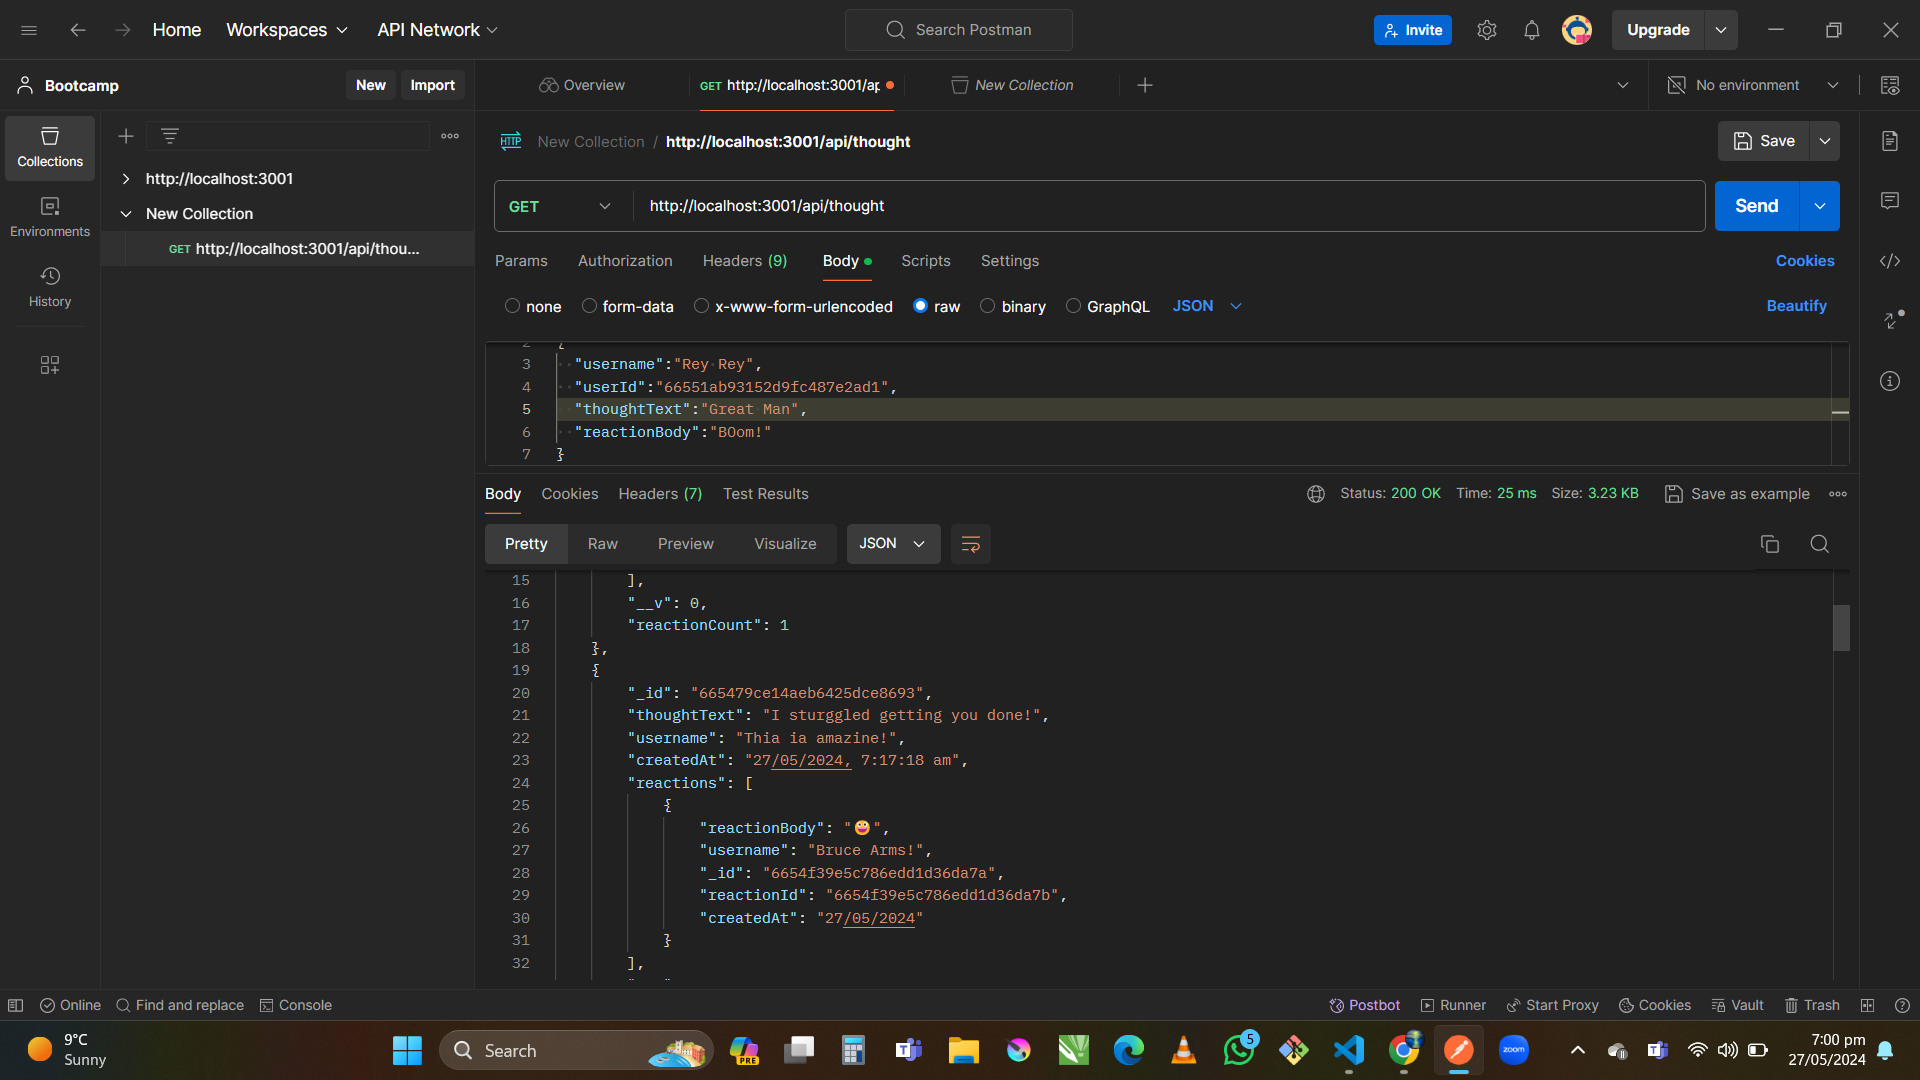 Home
Workspaces
API Network
Search Postman
Invite
Upgrade
Bootcamp
New
Import
Overview
GET http://localhost:3001/ap
New Collection
No environment
Collections
Environments
History
http://localhost:3001
New Collection
GET http://localhost:3001/api/thou...
HTTP New Collection / http://localhost:3001/api/thought
Save
GET
http://localhost:3001/api/thought
Send
Params Authorization Headers (9) Body Scripts Settings Cookies
none form-data x-www-form-urlencoded raw binary GraphQL JSON Beautify
2 {
3 "username":"Rey Rey",
4 "userId":"66551ab93152d9fc487e2ad1",
5 "thoughtText":"Great Man",
6 "reactionBody":"BOom!"
7 }
Body Cookies Headers (7) Test Results Status: 200 OK Time: 25 ms Size: 3.23 KB Save as example
Pretty Raw Preview Visualize JSON
15 ],
16 "__v": 0,
17 "reactionCount": 1
18 },
19 {
20 "_id": "665479ce14aeb6425dce8693",
21 "thoughtText": "I sturggled getting you done!",
22 "username": "Thia ia amazine!",
23 "createdAt": "27/05/2024, 7:17:18 am",
24 "reactions": [
25 {
26 "reactionBody": "😀",
27 "username": "Bruce Arms!",
28 "_id": "6654f39e5c786edd1d36da7a",
29 "reactionId": "6654f39e5c786edd1d36da7b",
30 "createdAt": "27/05/2024"
31 }
32 ],
Online Find and replace Console Postbot Runner Start Proxy Cookies Vault Trash
9°C
Sunny
Search
PRE
5
zoom
7:00 pm
27/05/2024